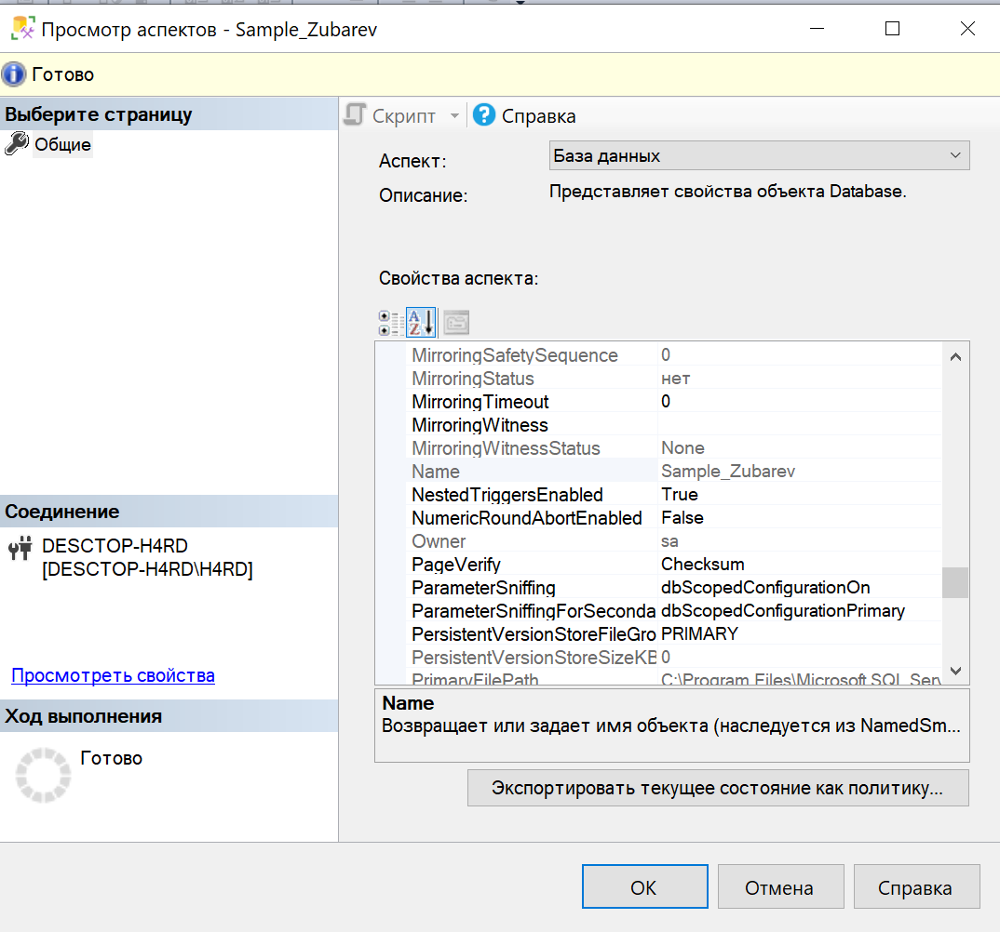 Просмотр аспектов - Sample_Zubarev
Готово
Выберите страницу
Общие
Скрипт
Справка
Аспект:
База данных
Описание:
Представляет свойства объекта Database.
Свойства аспекта:
MirroringSafetySequence 0
MirroringStatus нет
MirroringTimeout 0
MirroringWitness
MirroringWitnessStatus None
Name Sample_Zubarev
NestedTriggersEnabled True
NumericRoundAbortEnabled False
Owner sa
PageVerify Checksum
ParameterSniffing dbScopedConfigurationOn
ParameterSniffingForSeconda dbScopedConfigurationPrimary
PersistentVersionStoreFileGro PRIMARY
PersistentVersionStoreSizeKB 0
PrimaryFilePath C:\Program Files\Microsoft SQL Serv
Name
Возвращает или задает имя объекта (наследуется из NamedSm...
Экспортировать текущее состояние как политику...
Соединение
DESCTOP-H4RD
[DESCTOP-H4RD\H4RD]
Просмотреть свойства
Ход выполнения
Готово
ОК
Отмена
Справка